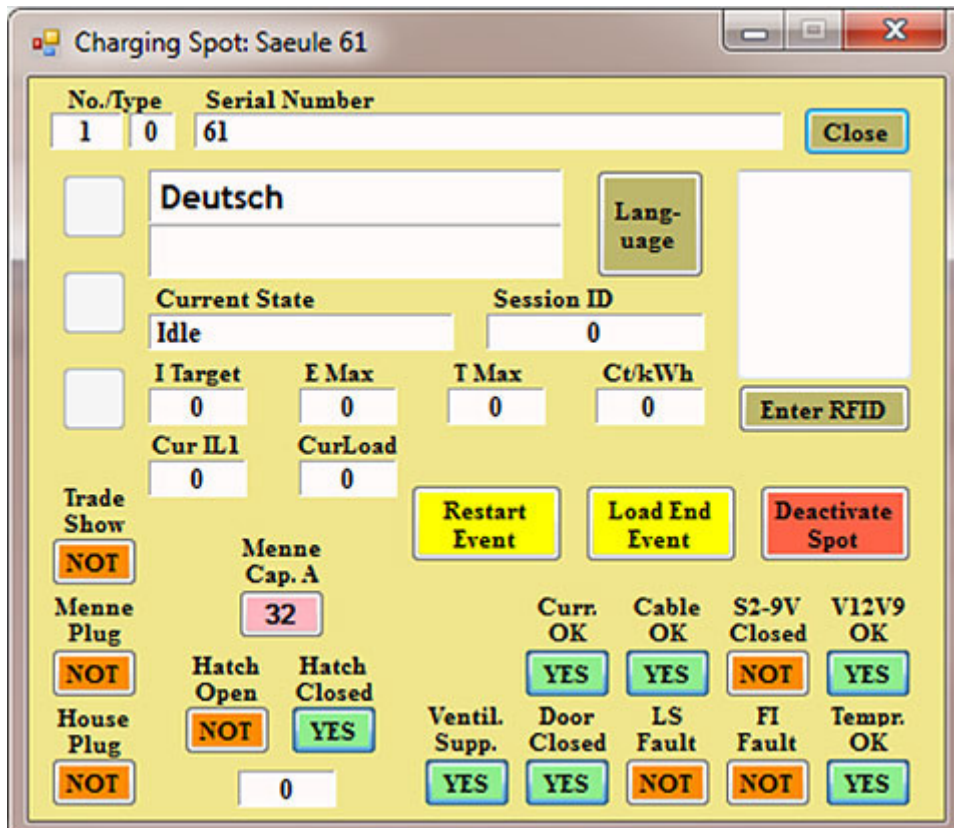 Charging Spot: Saeule 61
No./Type Serial Number
1 0 61 Close
Deutsch
Lang-
uage
Current State Session ID
Idle 0
I Target E Max T Max Ct/kWh
0 0 0 0 Enter RFID
Cur IL1 CurLoad
0 0
Trade
Show
NOT
Restart
Event
Load End
Event
Deactivate
Spot
Menne
Cap. A
32
Menne
Plug
NOT
Hatch
Open
NOT
Hatch
Closed
YES
Curr.
OK
YES
Cable
OK
YES
S2-9V
Closed
NOT
V12V9
OK
YES
House
Plug
NOT
0
Ventil.
Supp.
YES
Door
Closed
YES
LS
Fault
NOT
FI
Fault
NOT
Tempr.
OK
YES